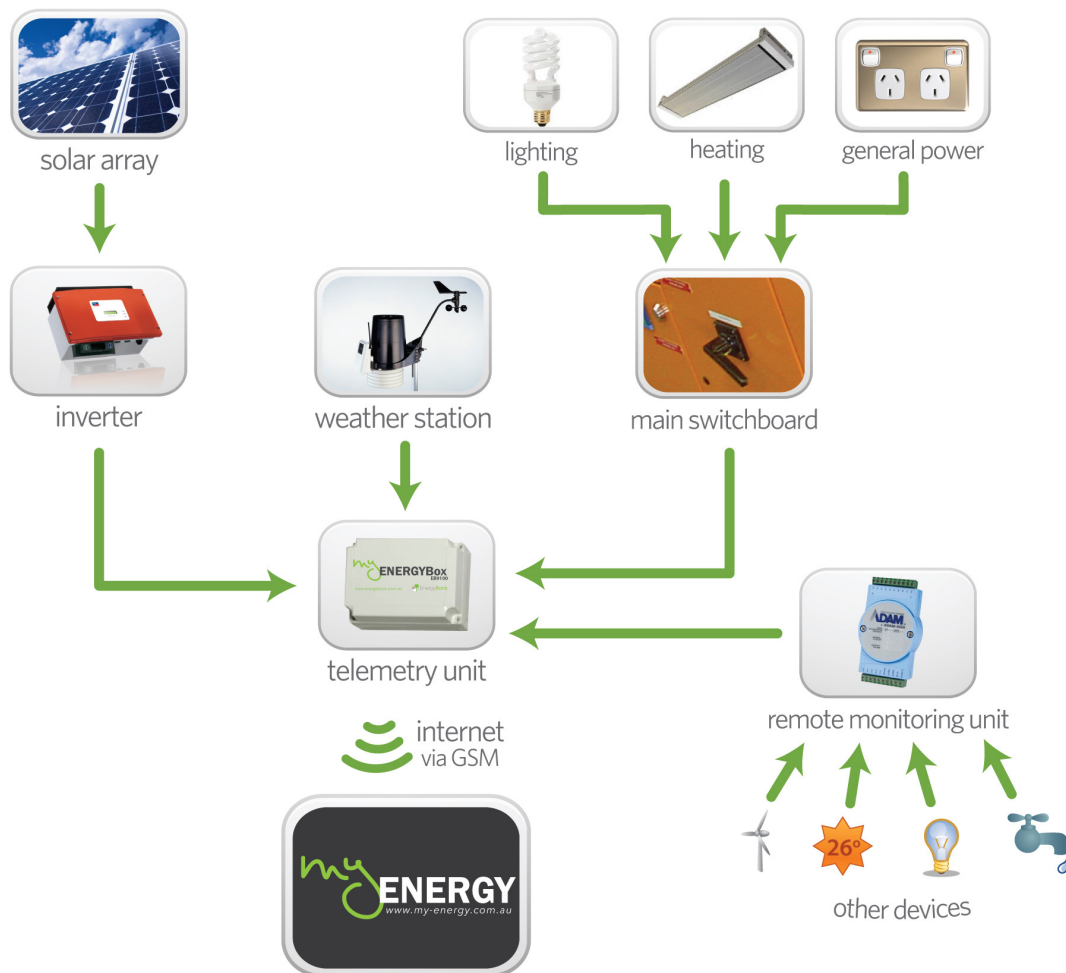 solar array
lighting
heating
general power
inverter
weather station
main switchboard
my ENERGYBox
telemetry unit
ADAM
remote monitoring unit
internet
via GSM
26º
my ENERGY
www.my-energy.com.au
other devices